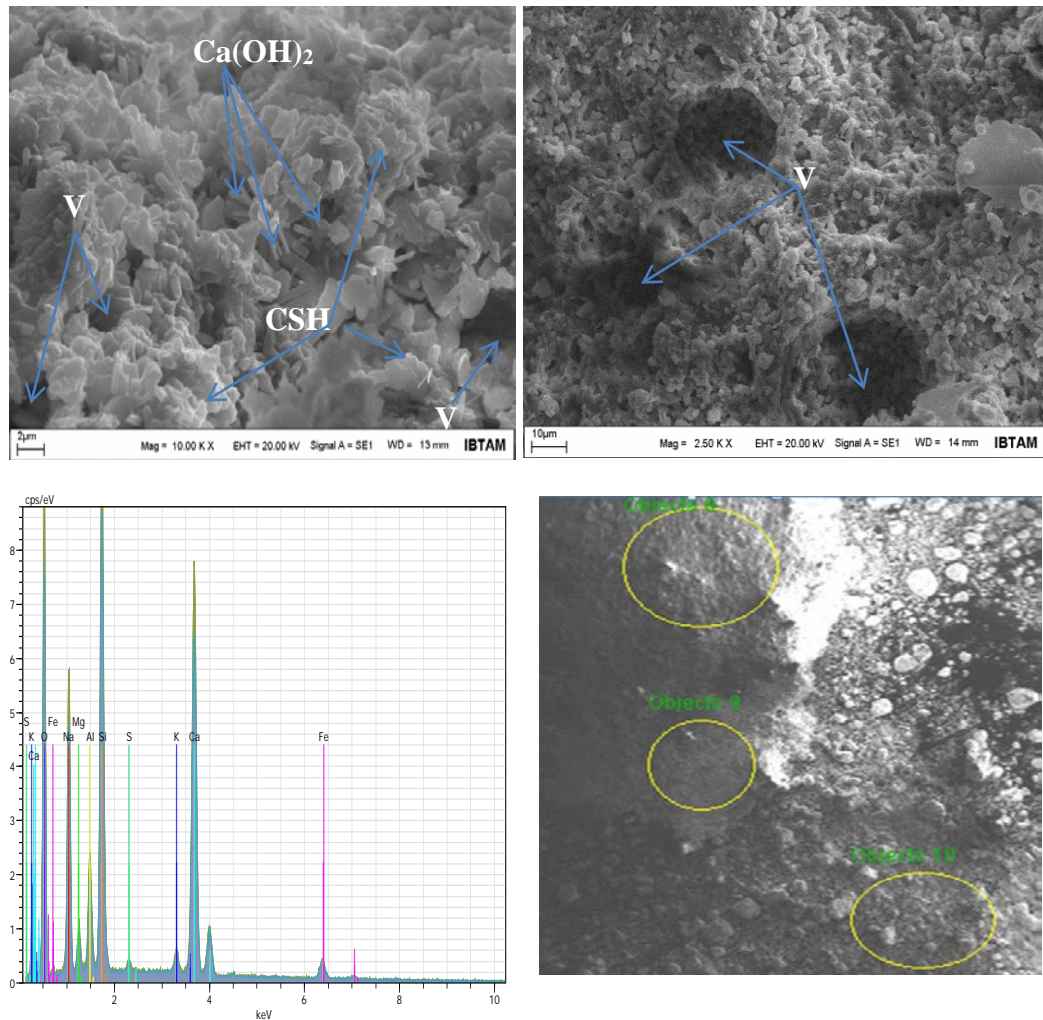 Ca(OH)2
V
CSH
V
2µm
Mag = 10.00 K X EHT = 20.00 kV Signal A = SE1 WD = 13 mm IBTAM
V
10µm
Mag = 2.50 K X EHT = 20.00 kV Signal A = SE1 WD = 14 mm IBTAM
cps/eV
8
7
6
5
4
3
2
1
0
S Fe Mg
K O Na Al Si S K Ca Fe
Ca
2 4 6 8 10
keV
Objects 9
Objects 10